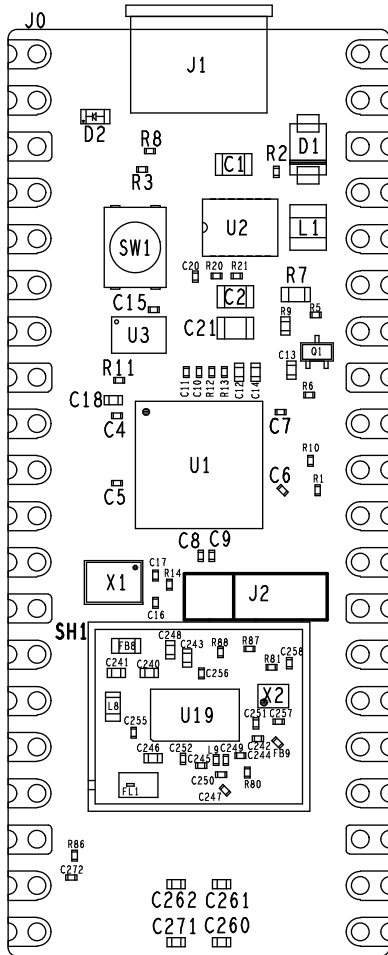 J0
J1
D2
R8
R3
C1
R2
D1
SW1
U2
L1
C20 R20 R21
R7
C15
C2
R9 R5
U3
C21
Q1
C13
R11
C11 C10 R12 R13 C12 C14
R6
C18
C4
C7
U1
R10
C5
C6
R1
C8 C9
C17
X1
R14
J2
C16
SH1
FB8
C248
C243
R88
R87
C258
C241 C240
R81
C256
L8
X2
U19
C255
C251 C257
C246
C252
C245
L9 C249
C242
C244
FB9
C250
R80
FL1
C247
R86
C272
C262 C261
C271 C260